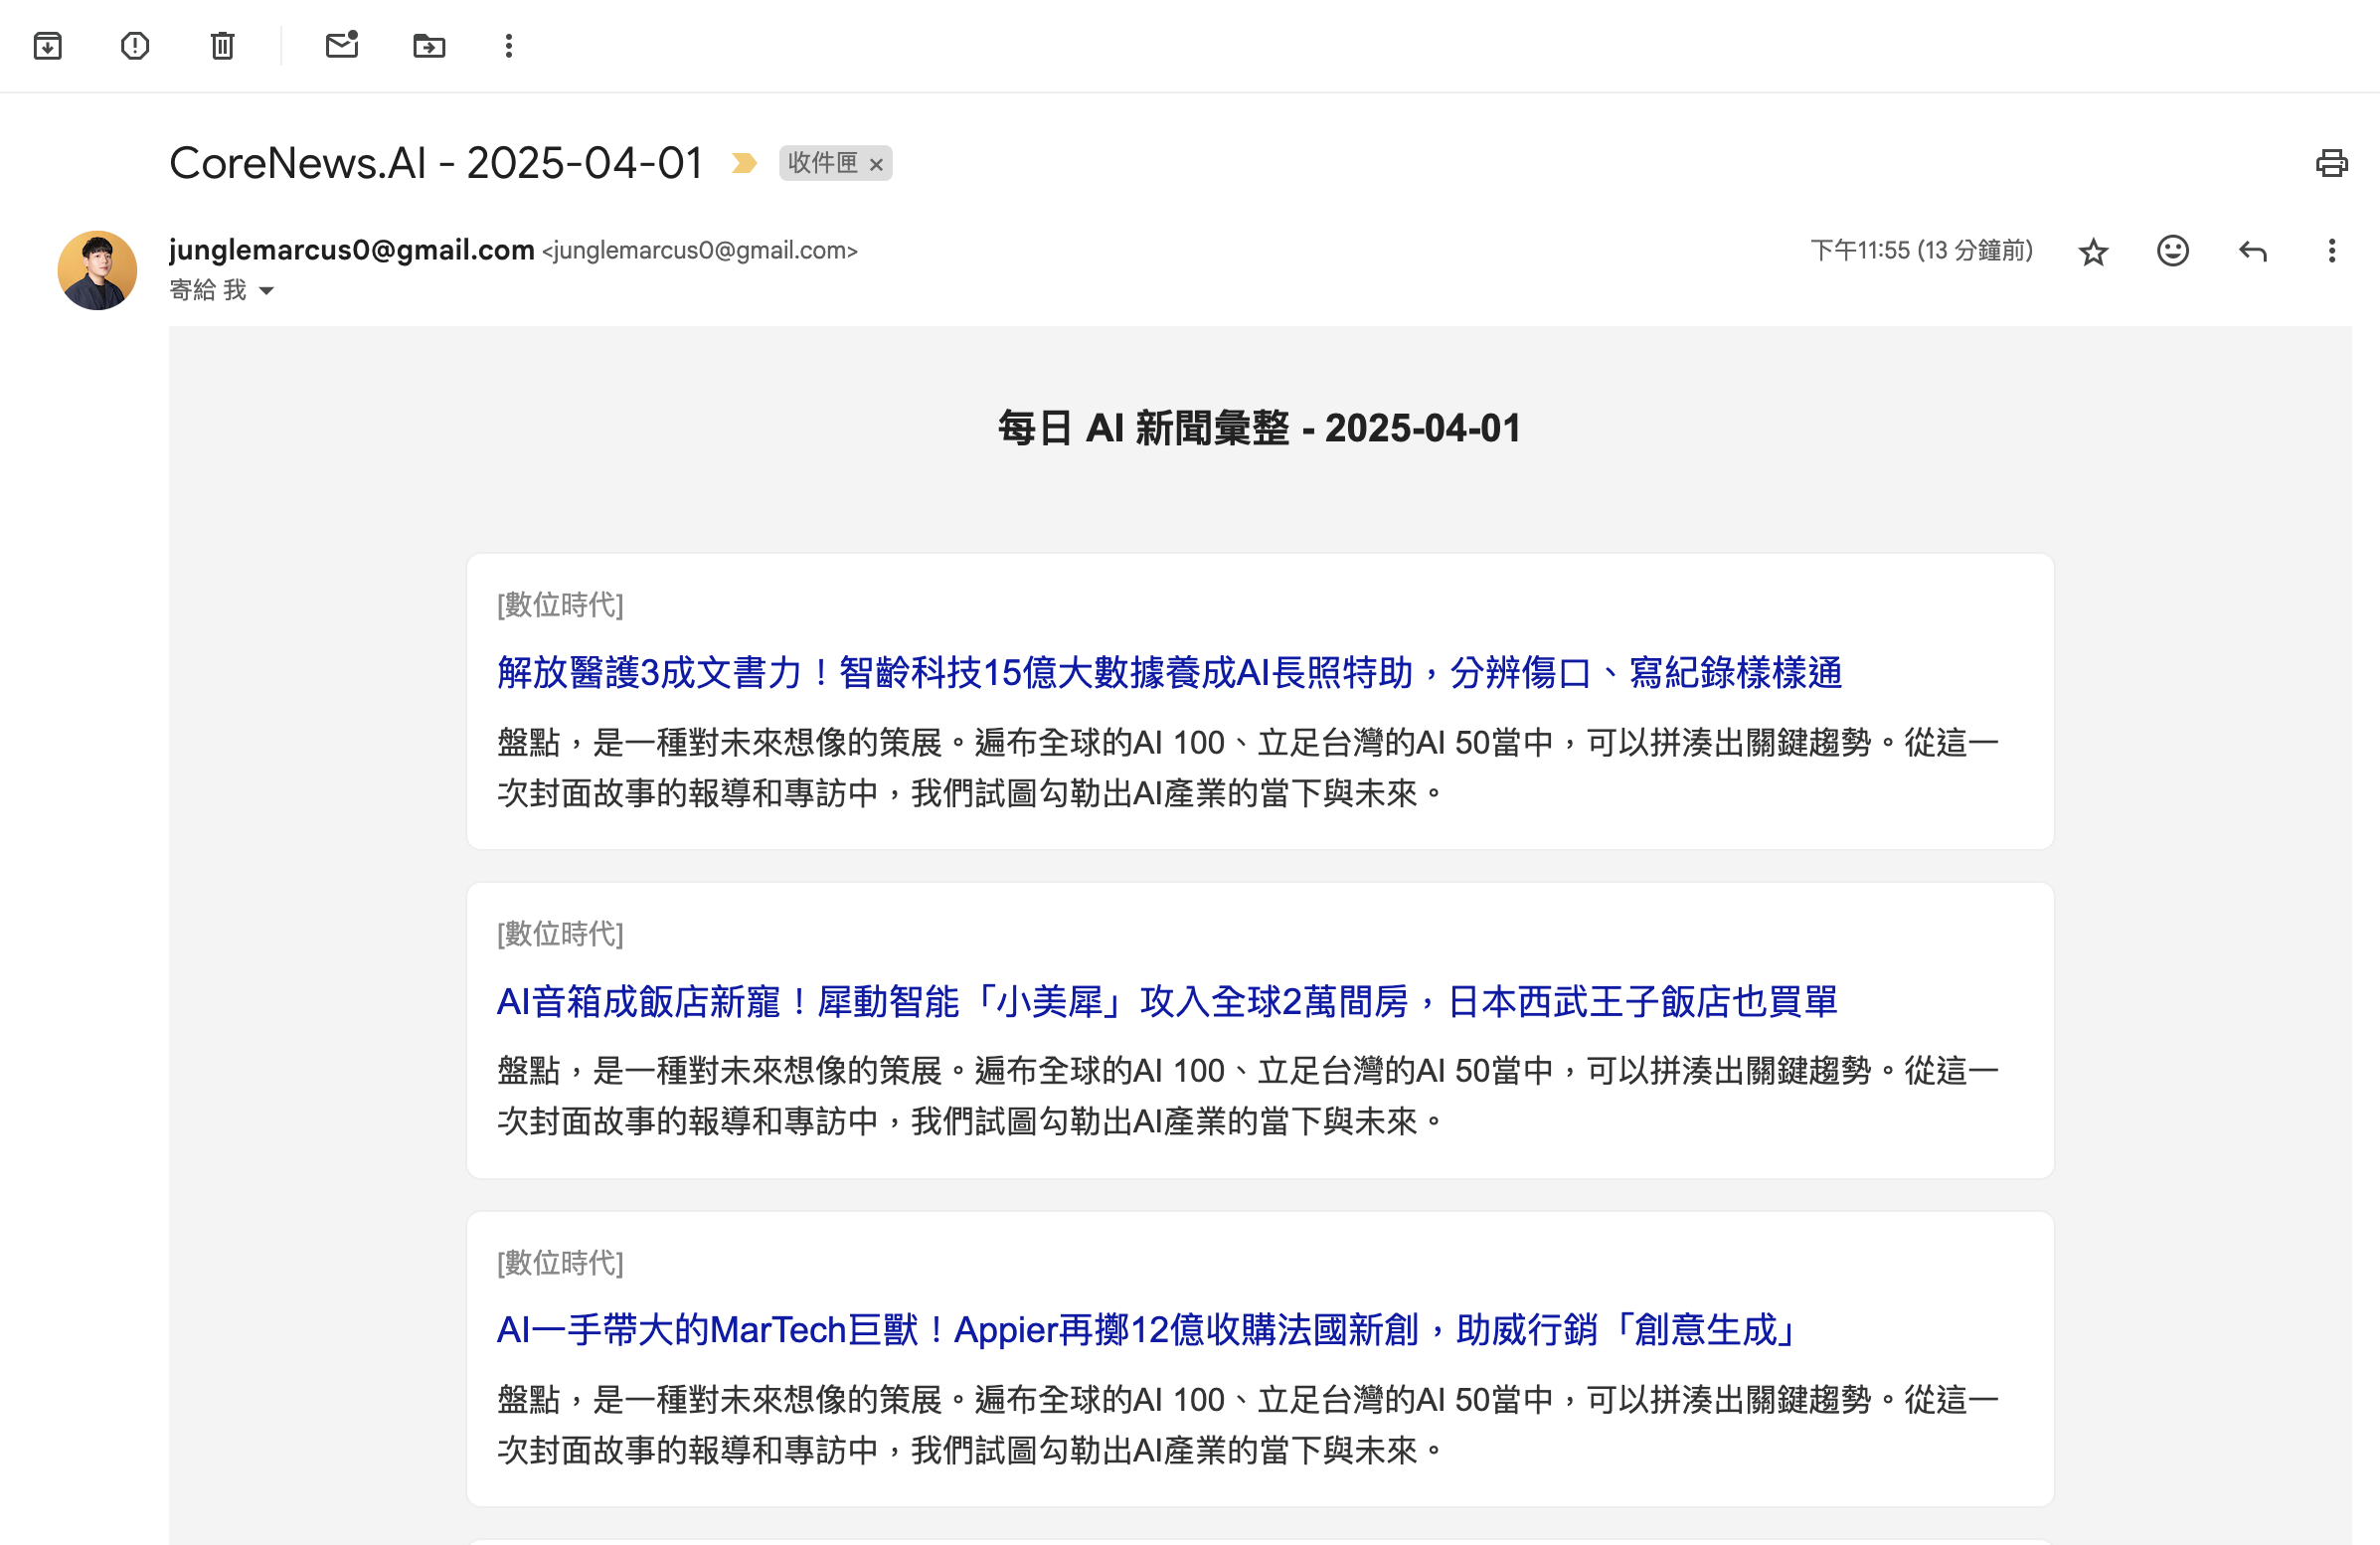 CoreNews.AI - 2025-04-01 收件匣 ×
junglemarcus0@gmail.com <junglemarcus0@gmail.com> 下午11:55 (13 分鐘前)
寄給 我
每日 AI 新聞彙整 - 2025-04-01
[數位時代]
解放醫護3成文書力！智齡科技15億大數據養成AI長照特助，分辨傷口、寫紀錄樣樣通
盤點，是一種對未來想像的策展。遍布全球的AI 100、立足台灣的AI 50當中，可以拼湊出關鍵趨勢。從這一
次封面故事的報導和專訪中，我們試圖勾勒出AI產業的當下與未來。
[數位時代]
AI音箱成飯店新寵！犀動智能「小美犀」攻入全球2萬間房，日本西武王子飯店也買單
盤點，是一種對未來想像的策展。遍布全球的AI 100、立足台灣的AI 50當中，可以拼湊出關鍵趨勢。從這一
次封面故事的報導和專訪中，我們試圖勾勒出AI產業的當下與未來。
[數位時代]
AI一手帶大的MarTech巨獸！Appier再擲12億收購法國新創，助威行銷「創意生成」
盤點，是一種對未來想像的策展。遍布全球的AI 100、立足台灣的AI 50當中，可以拼湊出關鍵趨勢。從這一
次封面故事的報導和專訪中，我們試圖勾勒出AI產業的當下與未來。